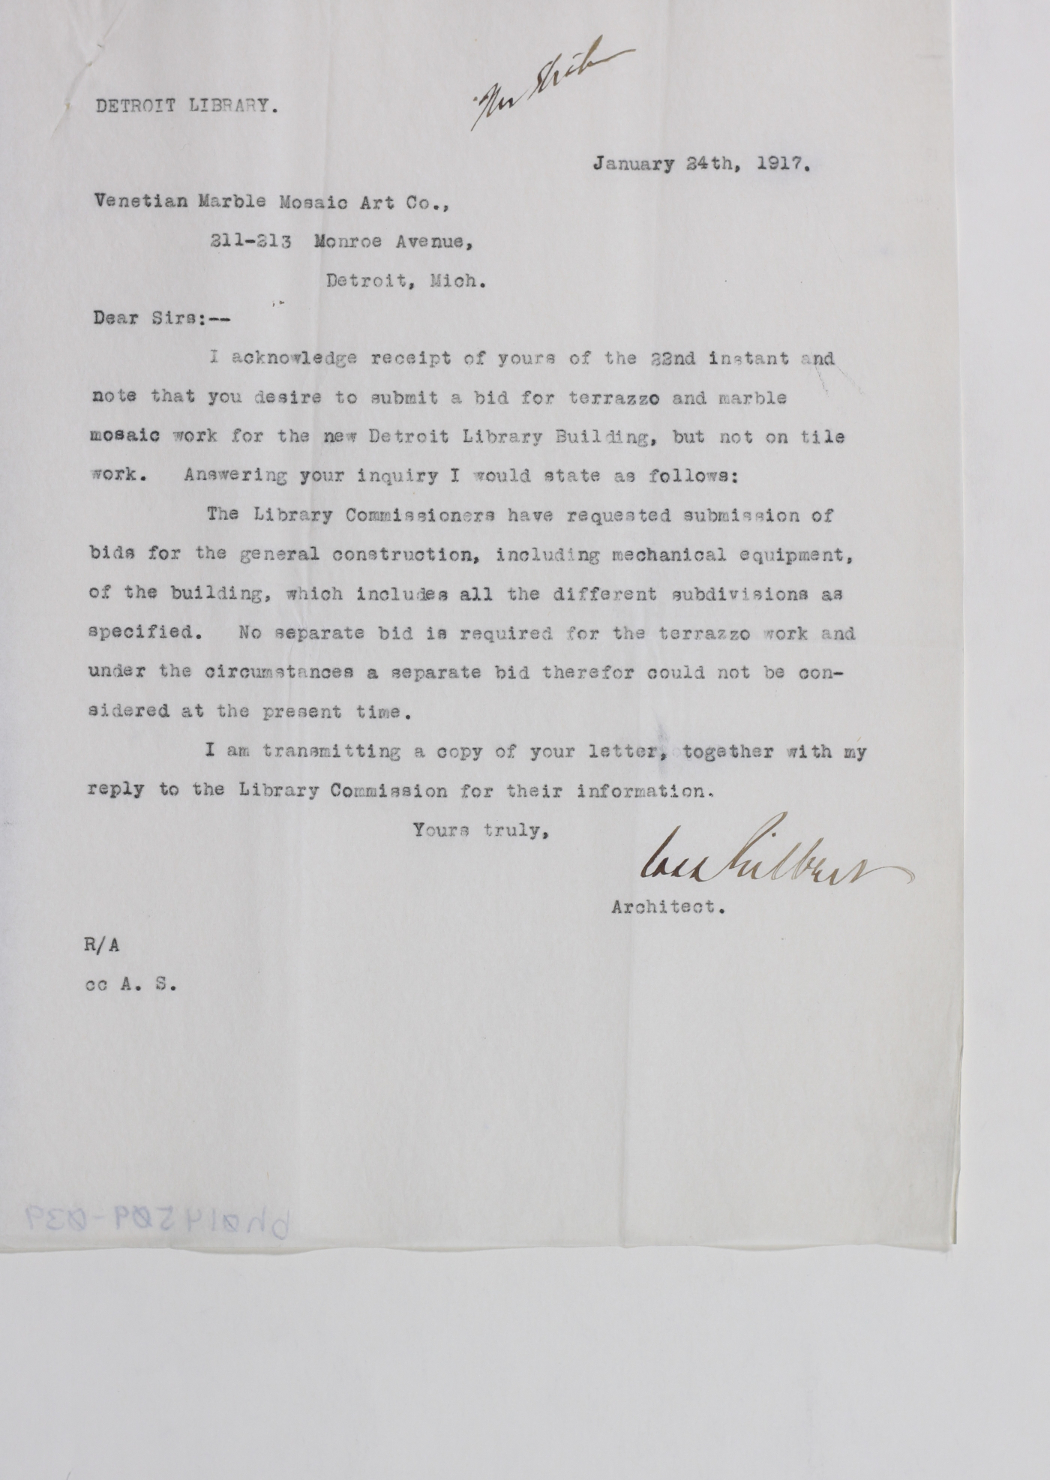 DETROIT LIBRARY.
January 24th, 1917.
Venetian Marble Mosaic Art Co.,
211-213 Monroe Avenue,
Detroit, Mich.
Dear Sirs:--
I acknowledge receipt of yours of the 22nd instant and
note that you desire to submit a bid for terrazzo and marble
mosaic work for the new Detroit Library Building, but not on tile
work. Answering your inquiry I would state as follows:
The Library Commissioners have requested submission of
bids for the general construction, including mechanical equipment,
of the building, which includes all the different subdivisions as
specified. No separate bid is required for the terrazzo work and
under the circumstances a separate bid therefor could not be con-
sidered at the present time.
I am transmitting a copy of your letter, together with my
reply to the Library Commission for their information.
Yours truly,
Cass Gilbert
Architect.
R/A
cc A. S.
bha14509-039